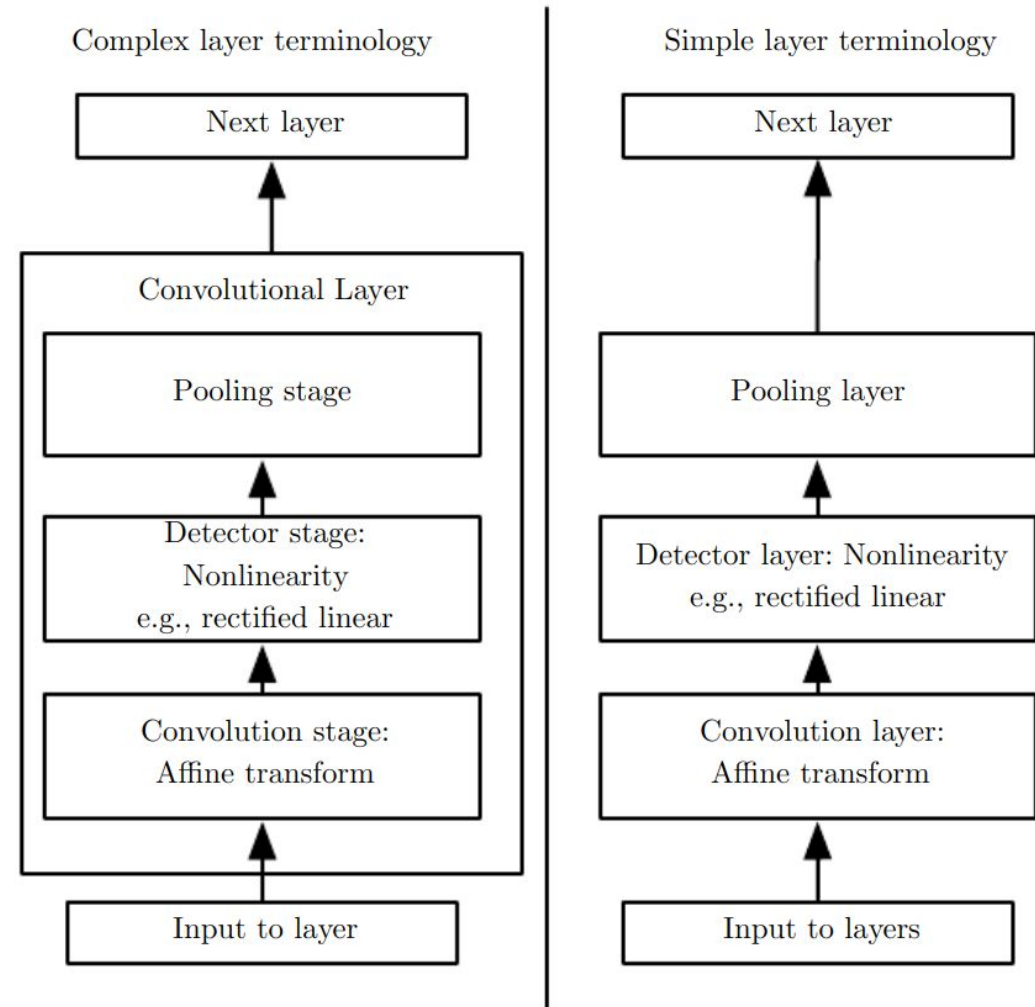 Complex layer terminology
Next layer
Convolutional Layer
Pooling stage
Detector stage:
Nonlinearity
e.g., rectified linear
Convolution stage:
Affine transform
Input to layer
Simple layer terminology
Next layer
Pooling layer
Detector layer: Nonlinearity
e.g., rectified linear
Convolution layer:
Affine transform
Input to layers